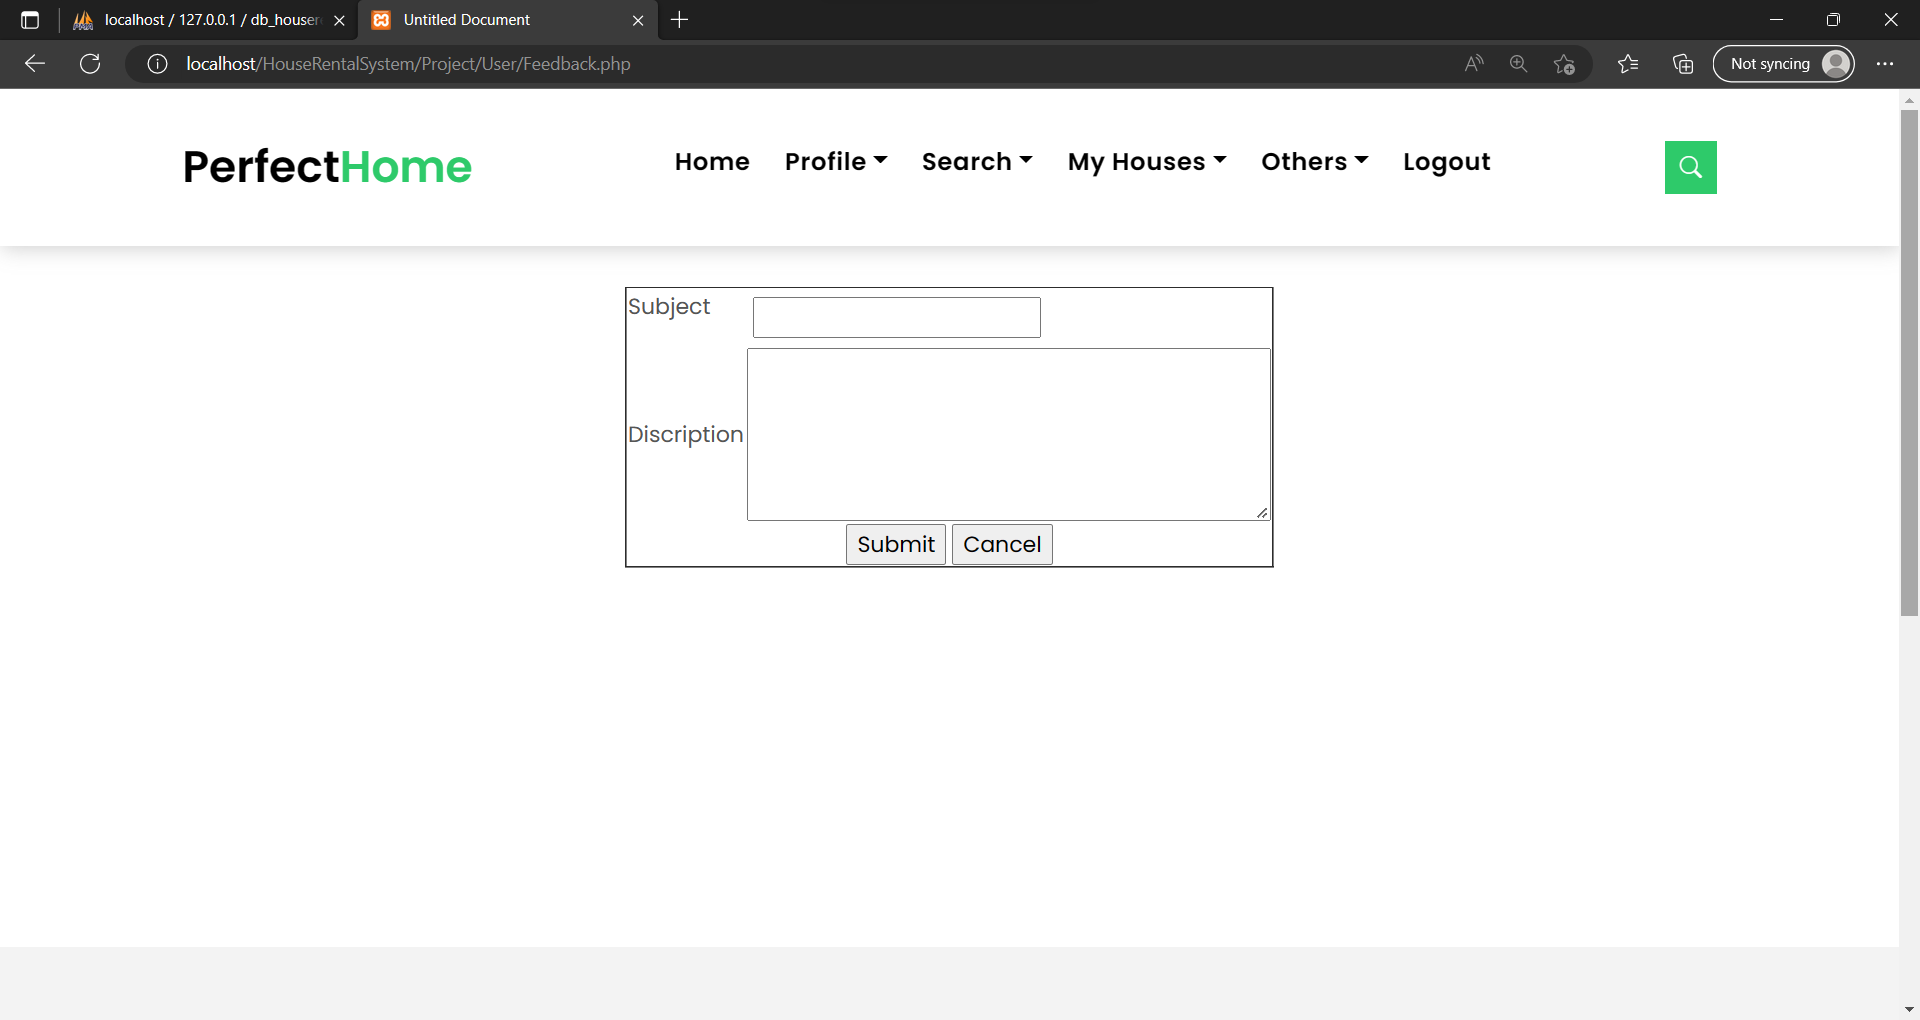 localhost / 127.0.0.1 / db_houser
Untitled Document
localhost/HouseRentalSystem/Project/User/Feedback.php
Not syncing
PerfectHome
Home Profile Search My Houses Others Logout
Subject
Discription
Submit Cancel